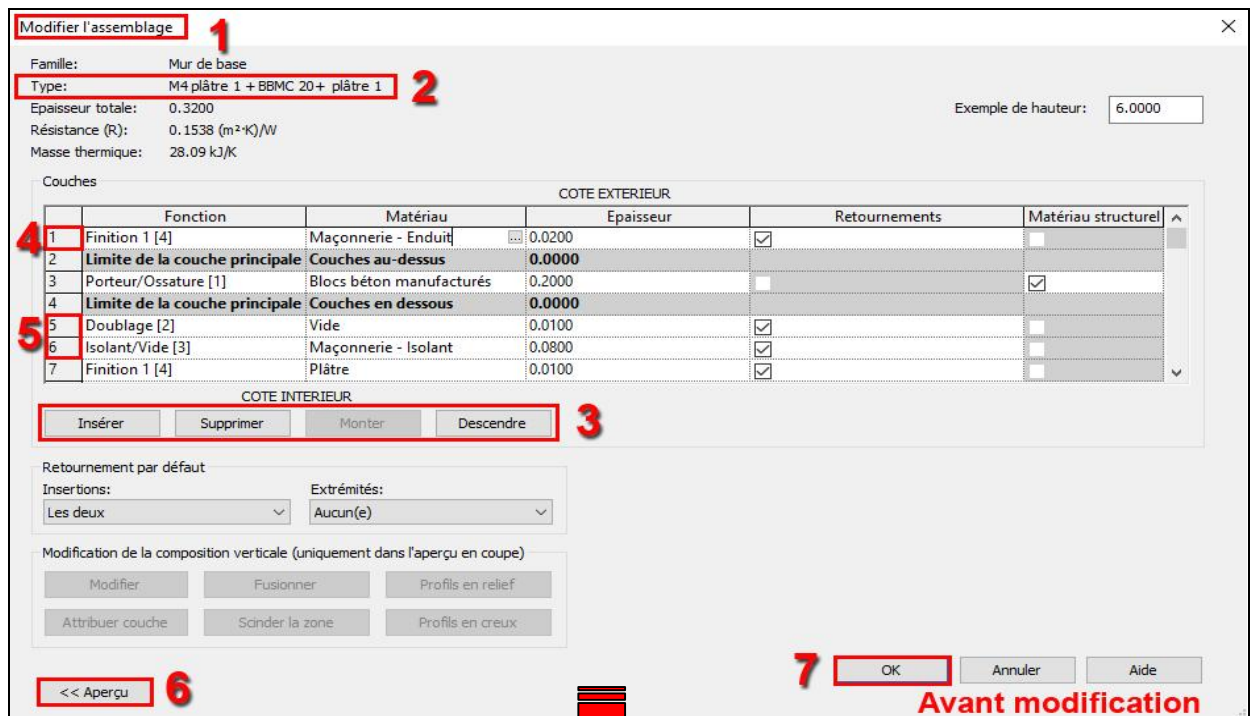 Modifier l'assemblage
1
Famille: Mur de base
Type: M4 plâtre 1 + BBMC 20+ plâtre 1
2
Epaisseur totale: 0.3200
Exemple de hauteur: 6.0000
Résistance (R): 0.1538 (m²·K)/W
Masse thermique: 28.09 kJ/K
Couches
COTE EXTERIEUR
Fonction Matériau Epaisseur Retournements Matériau structurel
4
1 Finition 1 [4] Maçonnerie - Enduit ... 0.0200
2 Limite de la couche principale Couches au-dessus 0.0000
3 Porteur/Ossature [1] Blocs béton manufacturés 0.2000
4 Limite de la couche principale Couches en dessous 0.0000
5
5 Doublage [2] Vide 0.0100
6 Isolant/Vide [3] Maçonnerie - Isolant 0.0800
7 Finition 1 [4] Plâtre 0.0100
COTE INTERIEUR
Insérer Supprimer Monter Descendre
3
Retournement par défaut
Insertions: Extrémités:
Les deux Aucun(e)
Modification de la composition verticale (uniquement dans l'aperçu en coupe)
Modifier Fusionner Profils en relief
Attribuer couche Scinder la zone Profils en creux
7
OK Annuler Aide
<< Aperçu
6
Avant modification